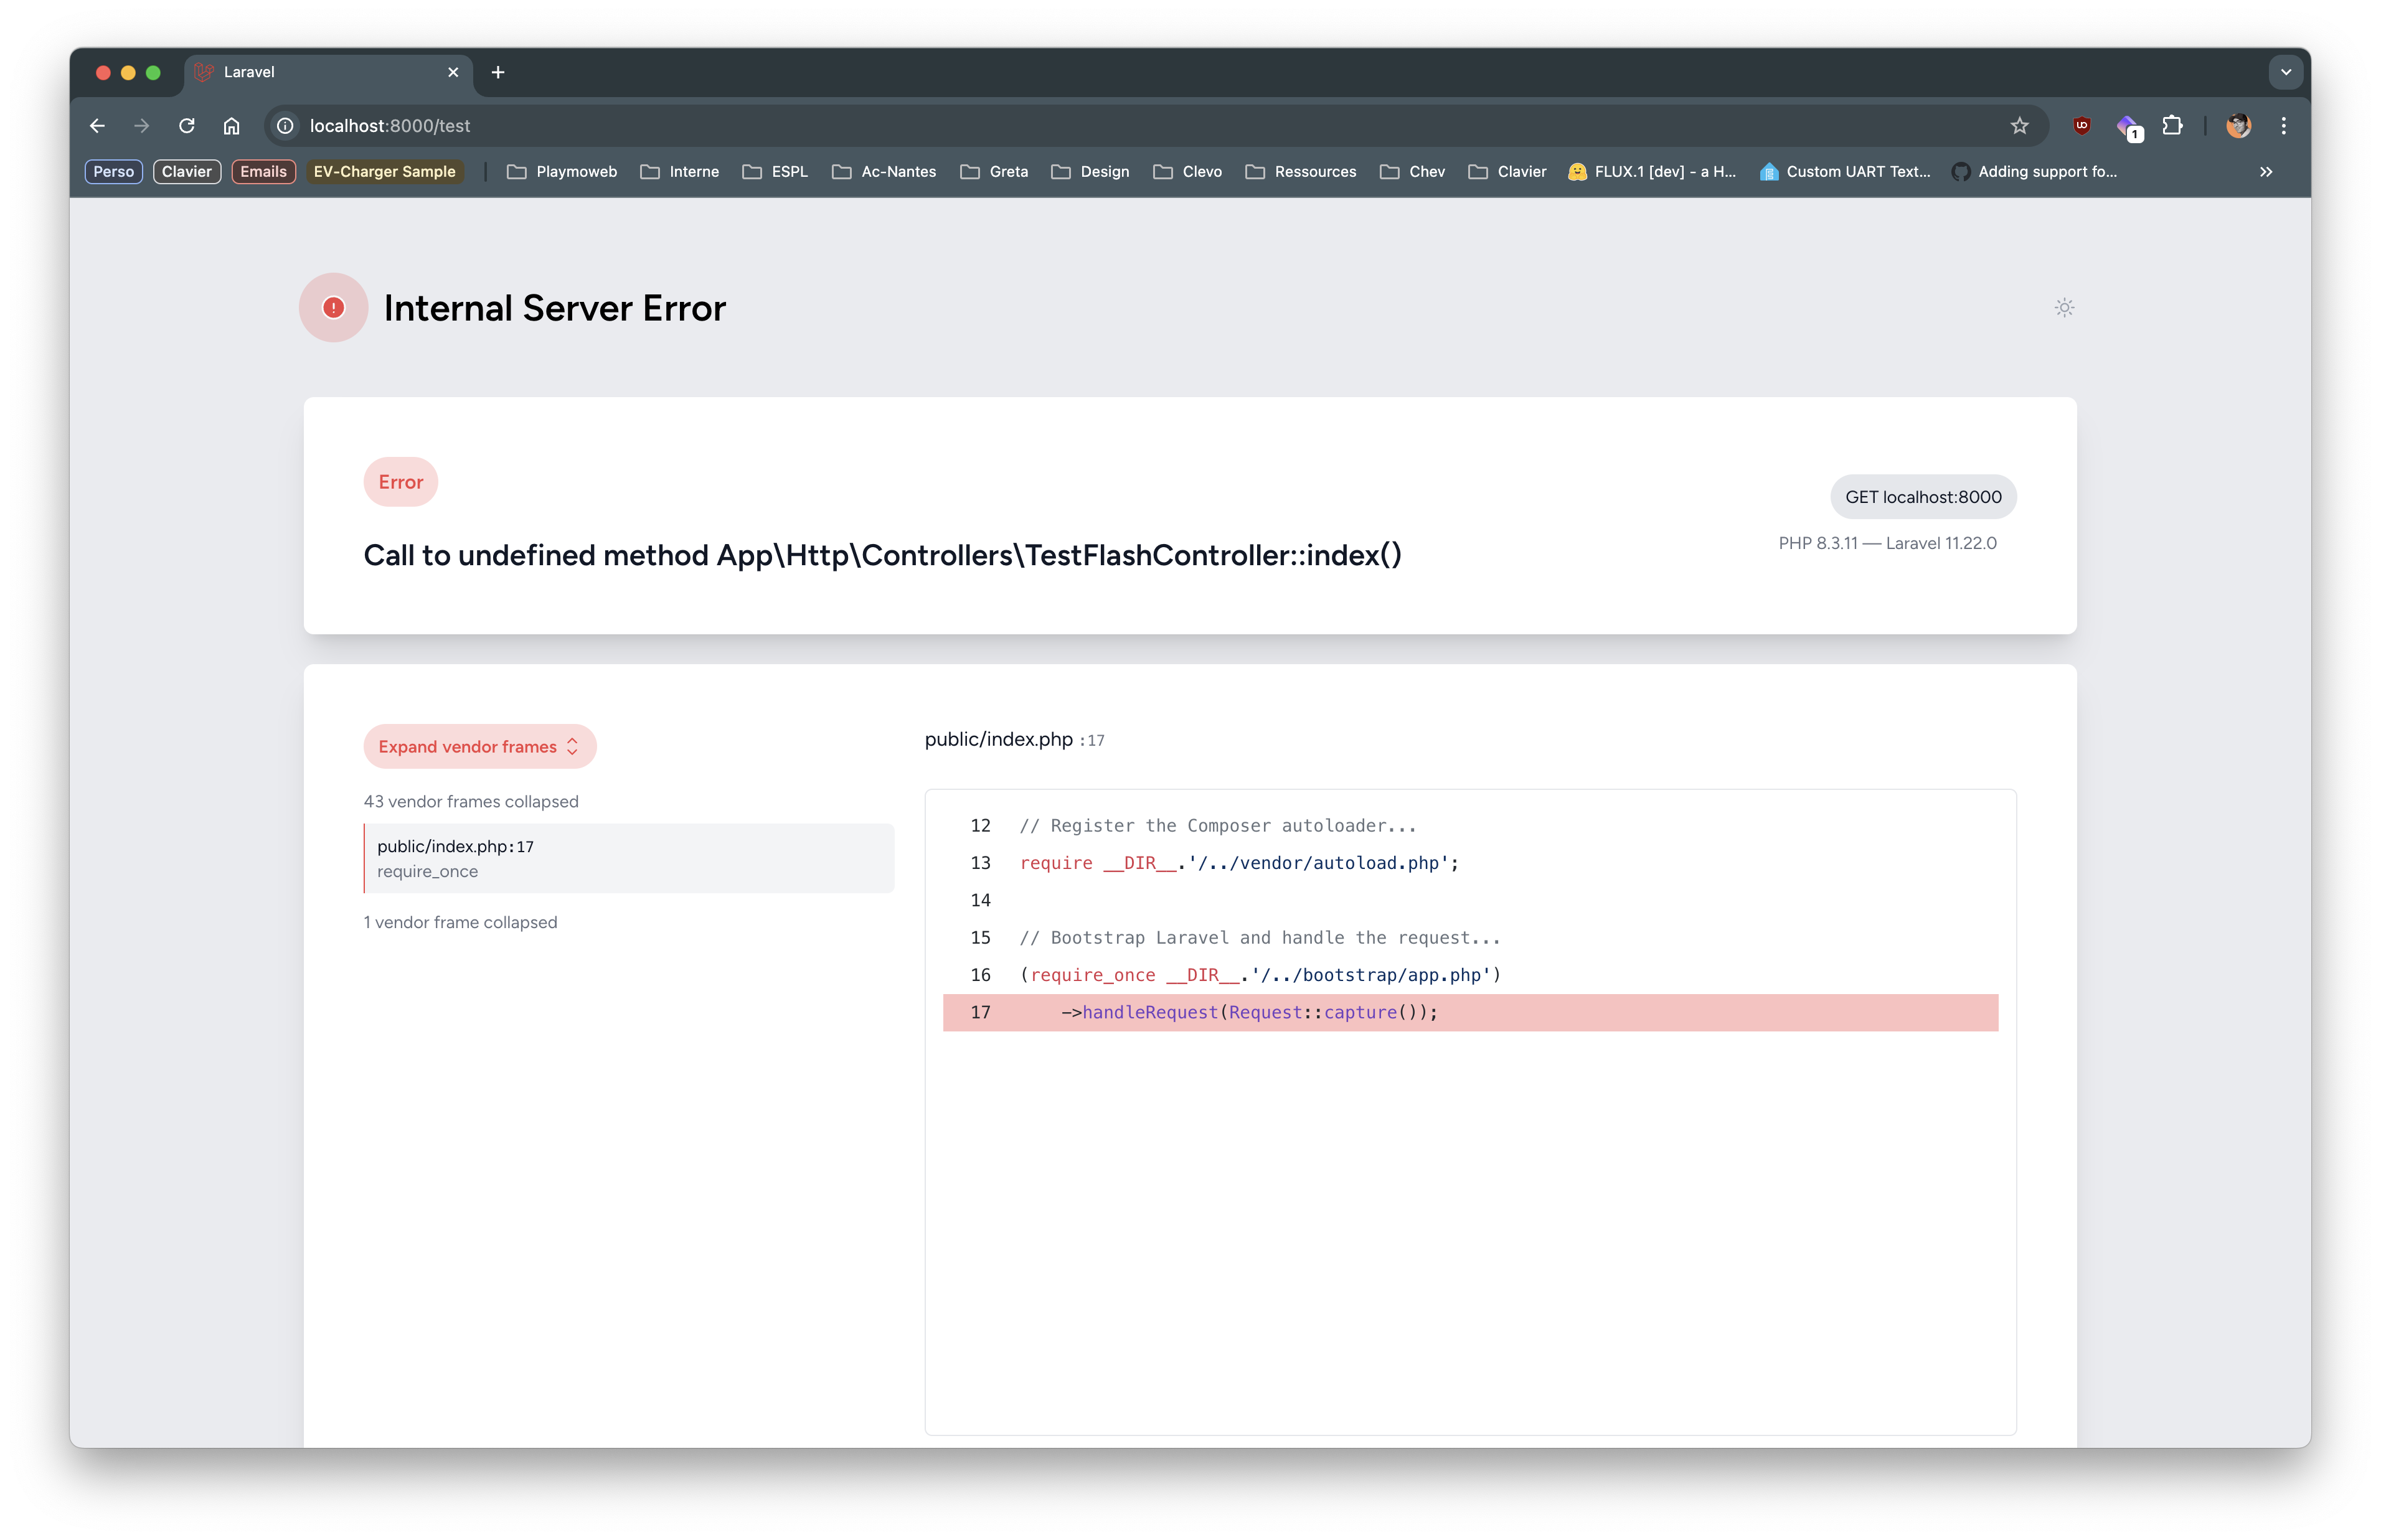 Laravel
localhost:8000/test
1
Perso Clavier Emails EV-Charger Sample Playmoweb Interne ESPL Ac-Nantes Greta Design Clevo Ressources Chev Clavier FLUX.1 [dev] - a H... Custom UART Text... Adding support fo...
Internal Server Error
Error
GET localhost:8000
Call to undefined method App\Http\Controllers\TestFlashController::index()
PHP 8.3.11 — Laravel 11.22.0
Expand vendor frames
43 vendor frames collapsed
public/index.php:17
require_once
1 vendor frame collapsed
public/index.php :17
12 // Register the Composer autoloader...
13 require __DIR__.'/../vendor/autoload.php';
14
15 // Bootstrap Laravel and handle the request...
16 (require_once __DIR__.'/../bootstrap/app.php')
17     ->handleRequest(Request::capture());